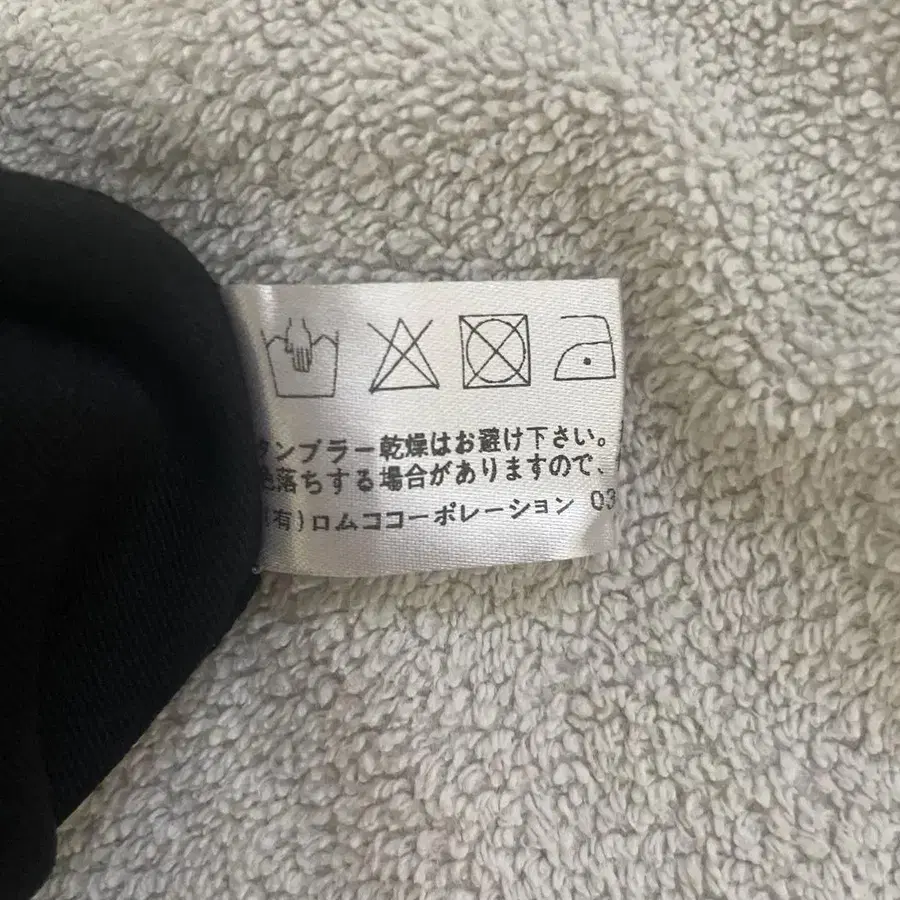 タンブラー乾燥はお避け下さい。
色落ちする場合がありますので、
有)ロムココーポレーション 03